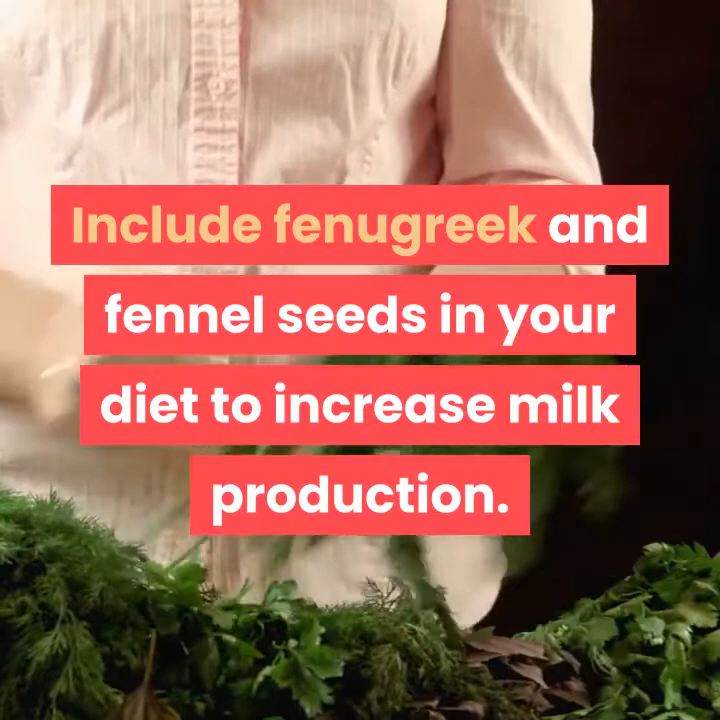 Include fenugreek and
fennel seeds in your
diet to increase milk
production.